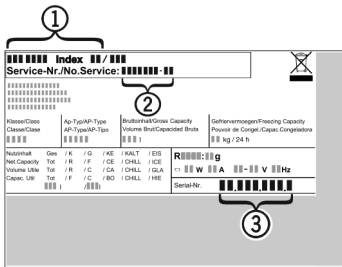 1
Index /
Service-Nr./No.Service: -
2
Klasse/Class Ap-Typ/AP-Type Bruttoinhalt/Gross Capacity Gefriervermoegen/Freezing Capacity
Classe/Clase AP-Type/AP-Tipo Volume Brut/Capacidad Bruta Pouvoir de Congel./Capac.Congeladora
l kg / 24 h
Nutzinhalt Ges / K / G / KE / KALT / EIS
Net.Capacity Tot / R / F / CE / CHILL / ICE
Volume Utile Tot / R / C / CA / CHILL / GLA
Capac. Util Tot / F / C / BO / CHILL / HIE
l / l
R : g
W A - V Hz
Serial-Nr. . . .
3